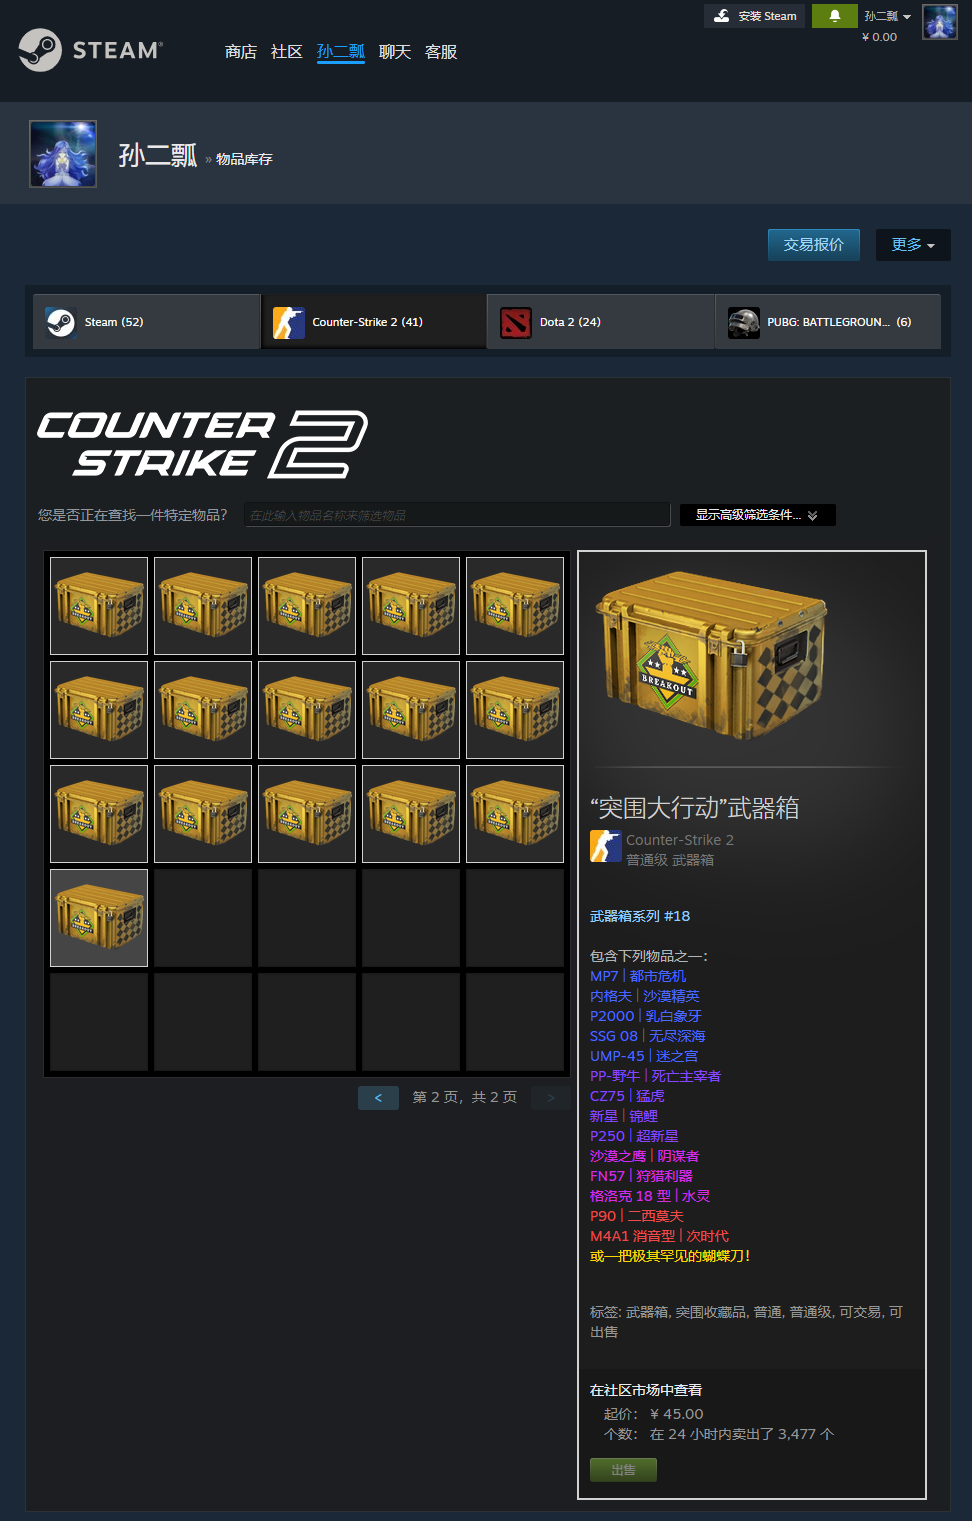 安装 Steam
孙二瓢
¥ 0.00
STEAM®
商店 社区 孙二瓢 聊天 客服
孙二瓢 » 物品库存
交易报价 更多
Steam (52)
Counter-Strike 2 (41)
Dota 2 (24)
PUBG: BATTLEGROUN... (6)
COUNTER
STRIKE 2
您是否正在查找一件特定物品？ 在此输入物品名称来筛选物品 显示高级筛选条件...
BREAKOUT
“突围大行动”武器箱
Counter-Strike 2
普通级 武器箱
武器箱系列 #18
包含下列物品之一：
MP7 | 都市危机
内格夫 | 沙漠精英
P2000 | 乳白象牙
SSG 08 | 无尽深海
UMP-45 | 迷之宫
PP-野牛 | 死亡主宰者
CZ75 | 猛虎
新星 | 锦鲤
P250 | 超新星
沙漠之鹰 | 阴谋者
FN57 | 狩猎利器
格洛克 18 型 | 水灵
P90 | 二西莫夫
M4A1 消音型 | 次时代
或一把极其罕见的蝴蝶刀！
标签: 武器箱, 突围收藏品, 普通, 普通级, 可交易, 可
出售
在社区市场中查看
起价： ¥ 45.00
个数： 在 24 小时内卖出了 3,477 个
出售
< 第 2 页，共 2 页 >